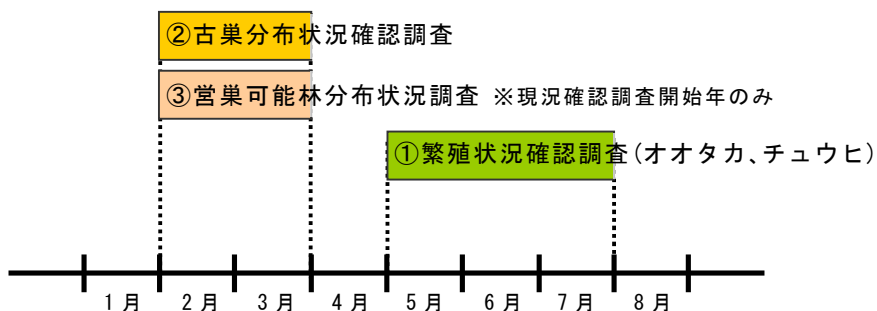 ②古巣分布状況確認調査
③営巣可能林分布状況調査 ※現況確認調査開始年のみ
①繁殖状況確認調査(オオタカ、チュウヒ)
1月 2月 3月 4月 5月 6月 7月 8月